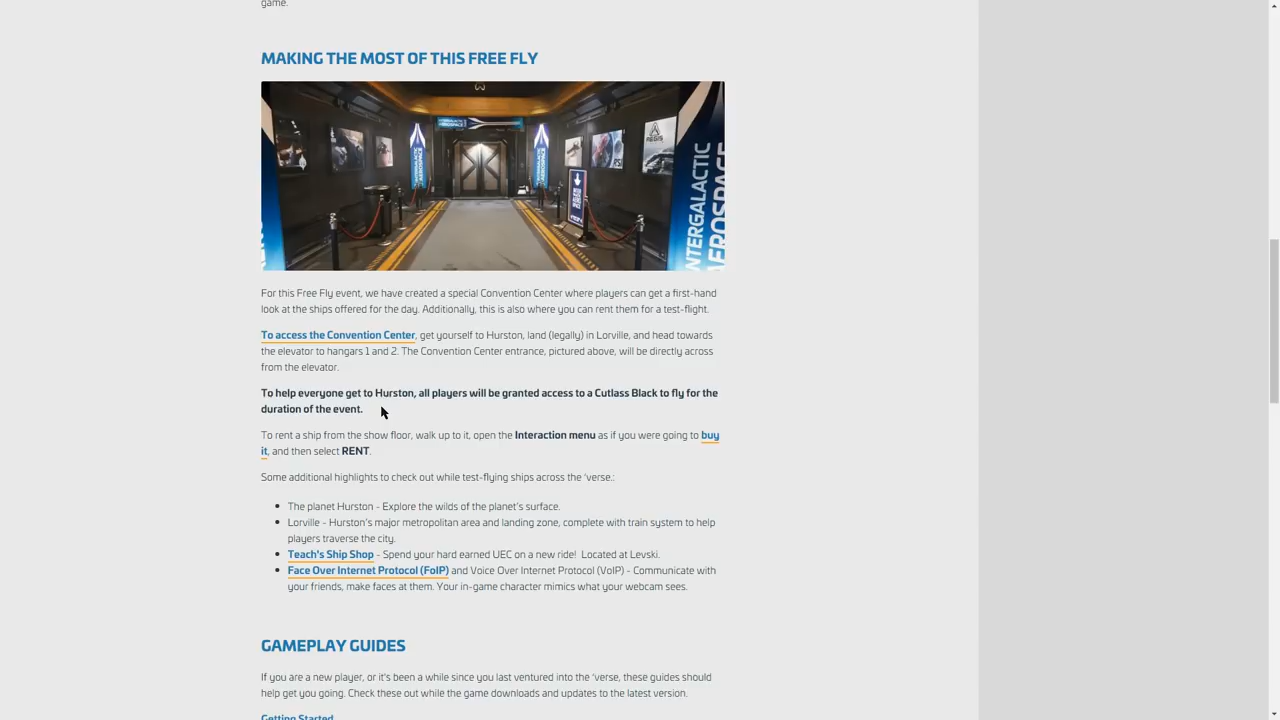 game.
MAKING THE MOST OF THIS FREE FLY
INTERGALACTIC
AEROSPACE
INTERGALACTIC
AEROSPACE
AEGIS
INTERGALACTIC
AEROSPACE
For this Free Fly event, we have created a special Convention Center where players can get a first-hand
look at the ships offered for the day. Additionally, this is also where you can rent them for a test-flight.
To access the Convention Center, get yourself to Hurston, land (legally) in Lorville, and head towards
the elevator to hangars 1 and 2. The Convention Center entrance, pictured above, will be directly across
from the elevator.
To help everyone get to Hurston, all players will be granted access to a Cutlass Black to fly for the
duration of the event.
To rent a ship from the show floor, walk up to it, open the Interaction menu as if you were going to buy
it, and then select RENT.
Some additional highlights to check out while test-flying ships across the ‘verse.:
The planet Hurston - Explore the wilds of the planet's surface.
Lorville - Hurston's major metropolitan area and landing zone, complete with train system to help
players traverse the city.
Teach's Ship Shop - Spend your hard earned UEC on a new ride! Located at Levski.
Face Over Internet Protocol (FoIP) and Voice Over Internet Protocol (VoIP) - Communicate with
your friends, make faces at them. Your in-game character mimics what your webcam sees.
GAMEPLAY GUIDES
If you are a new player, or it's been a while since you last ventured into the ‘verse, these guides should
help get you going. Check these out while the game downloads and updates to the latest version.
Getting Started